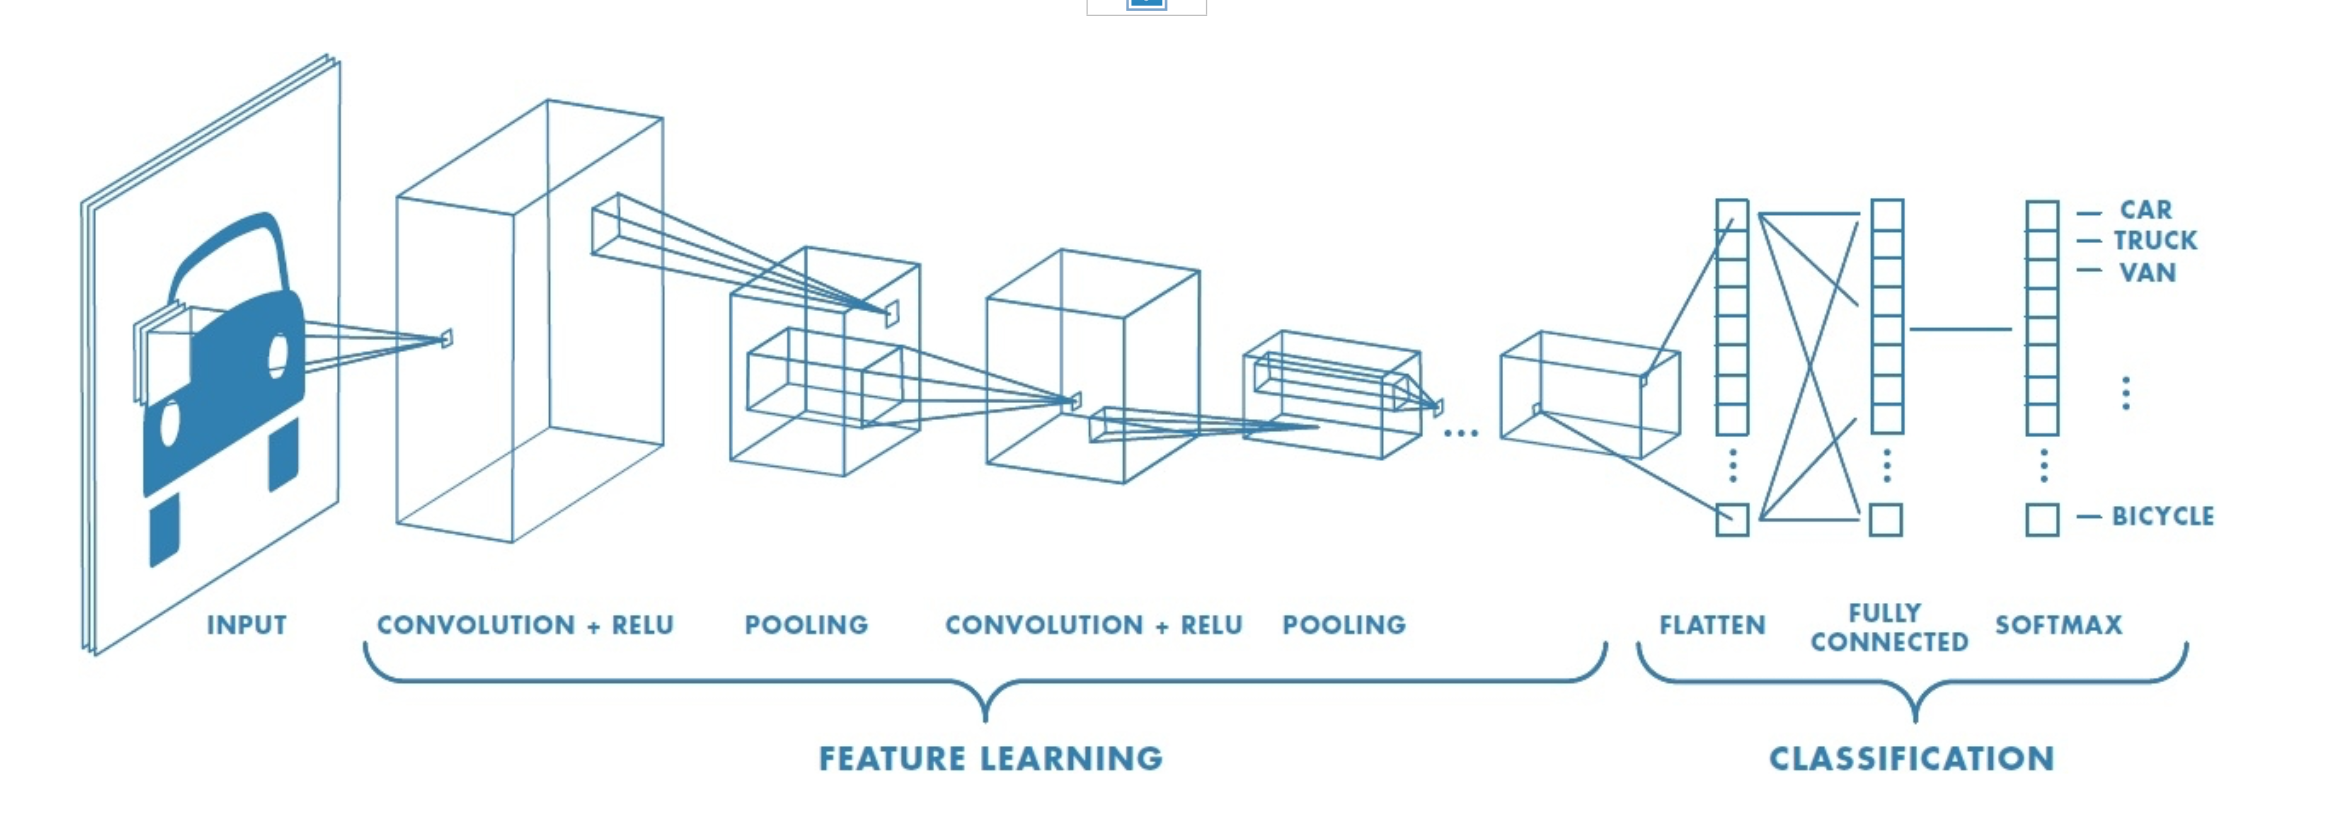 CAR
TRUCK
VAN
BICYCLE
INPUT
CONVOLUTION + RELU
POOLING
CONVOLUTION + RELU
POOLING
FLATTEN
FULLY
CONNECTED
SOFTMAX
FEATURE LEARNING
CLASSIFICATION